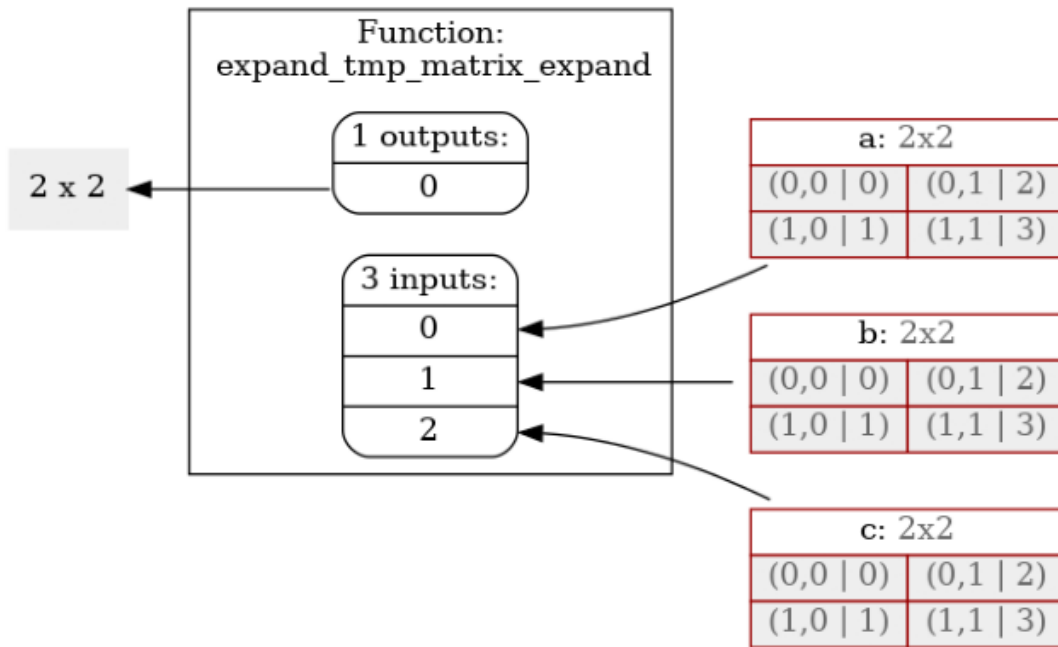 Function:
expand_tmp_matrix_expand
1 outputs:
0
2 x 2
3 inputs:
0
1
2
a: 2x2
(0,0 | 0) (0,1 | 2)
(1,0 | 1) (1,1 | 3)
b: 2x2
(0,0 | 0) (0,1 | 2)
(1,0 | 1) (1,1 | 3)
c: 2x2
(0,0 | 0) (0,1 | 2)
(1,0 | 1) (1,1 | 3)